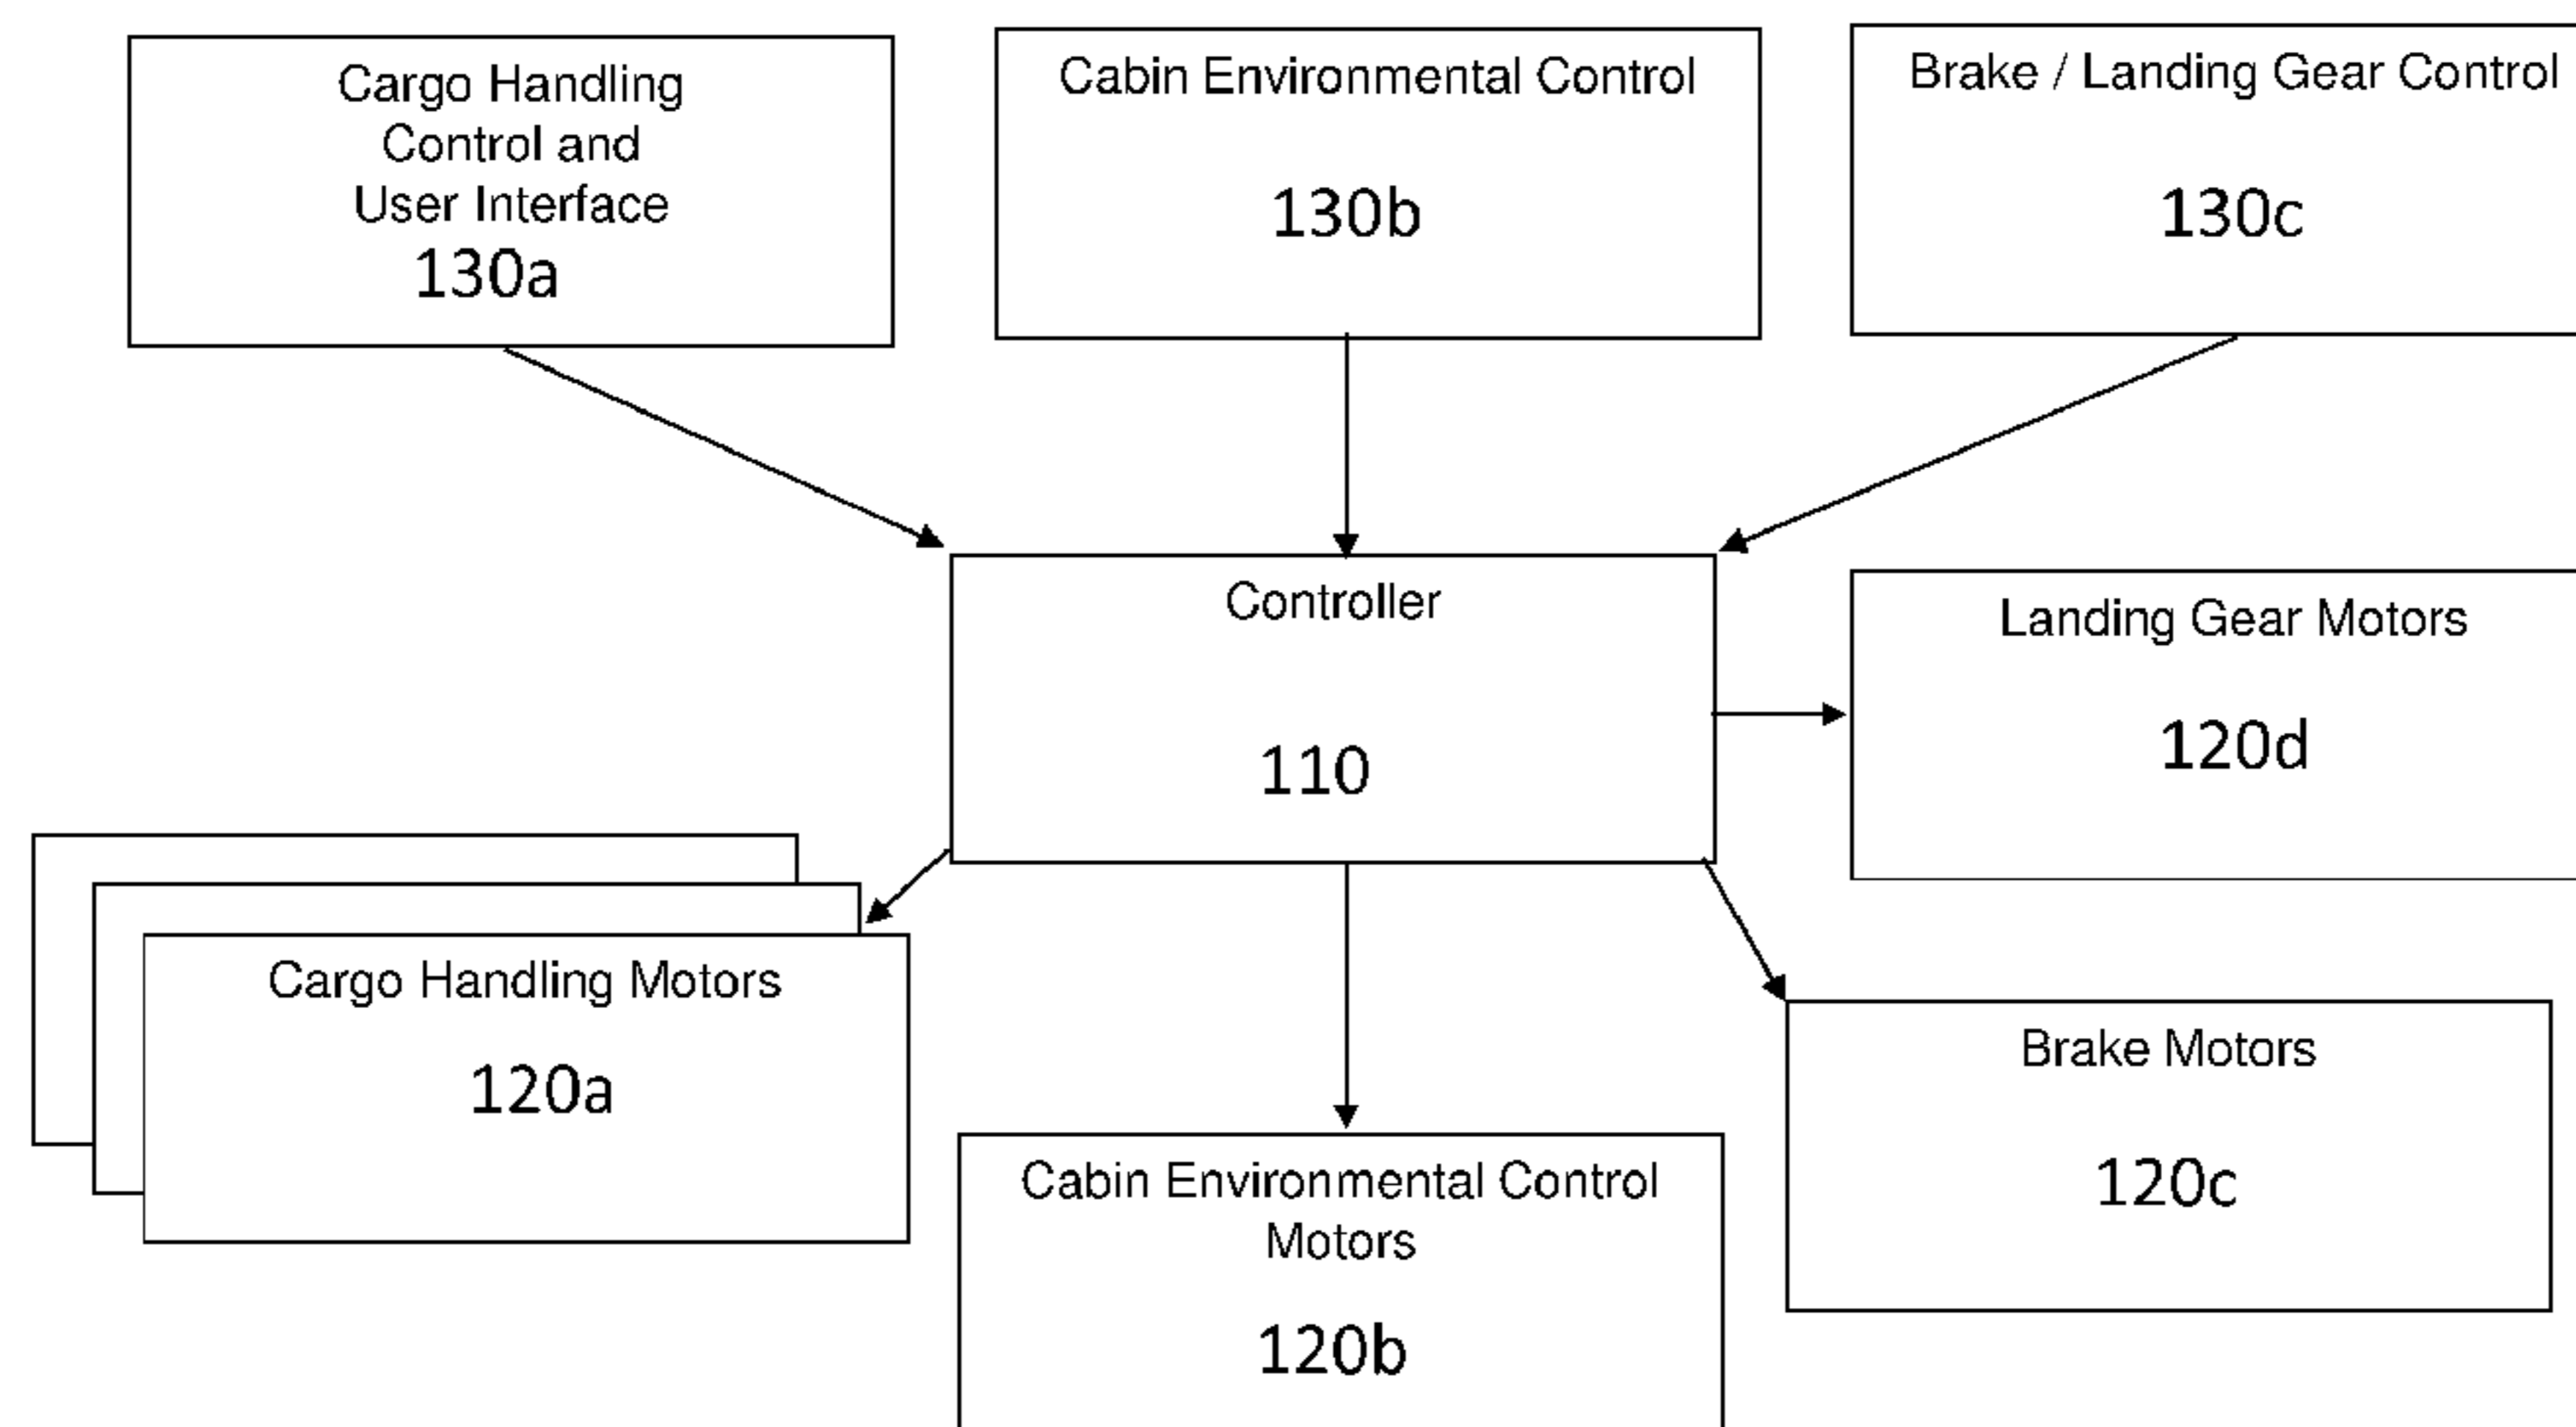 Cargo Handling
Control and
User Interface
130a
Cabin Environmental Control
130b
Brake / Landing Gear Control
130c
Controller
110
Landing Gear Motors
120d
Cargo Handling Motors
120a
Cabin Environmental Control
Motors
120b
Brake Motors
120c